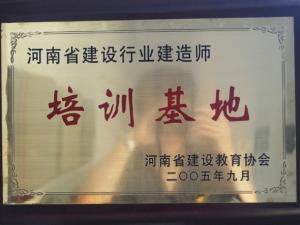 河南省建设行业建造师
培训基地
河南省建设教育协会
二〇〇五年九月